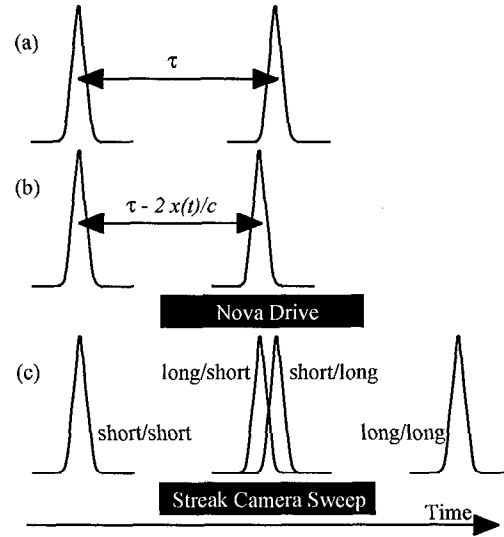 (a)
τ
(b)
τ - 2 x(t)/c
Nova Drive
(c)
long/short
short/long
short/short
long/long
Streak Camera Sweep
Time